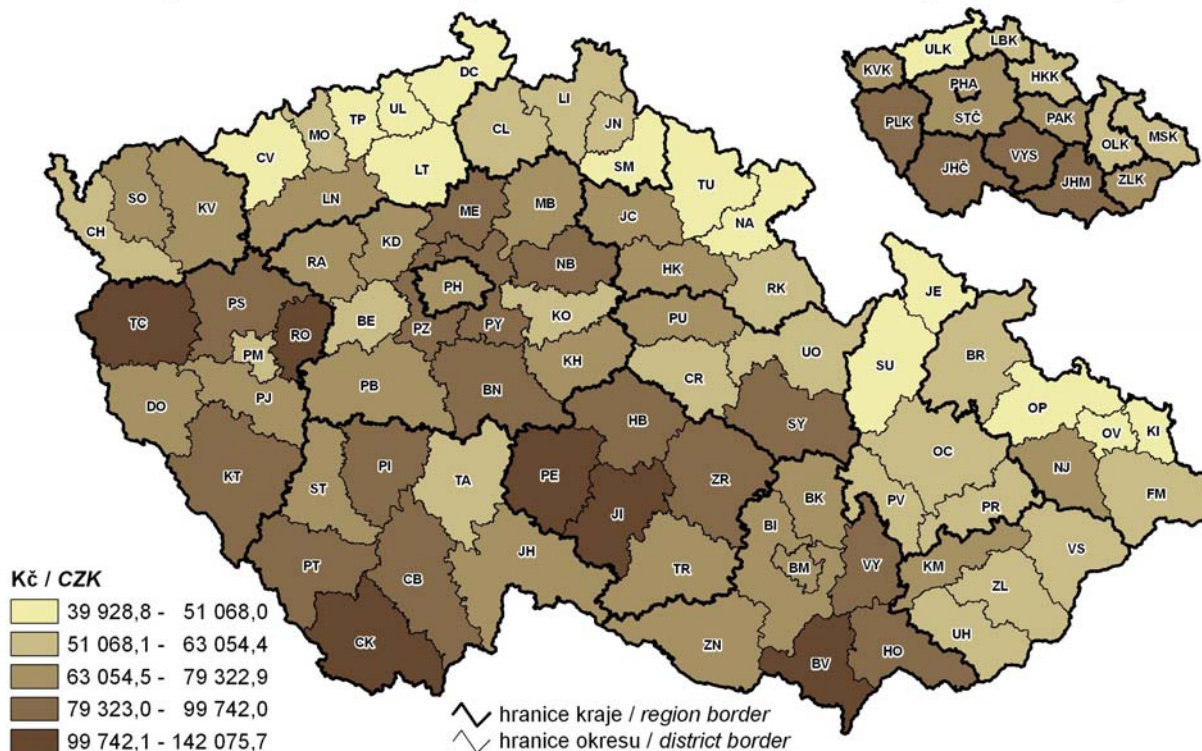 DC
ULK
LBK
KVK
HKK
PHA
STČ
PAK
PLK
OLK
MSK
VYS
JHČ
JHM
ZLK
LI
UL
TP
MO
CL
JN
CV
LT
SM
TU
SO
KV
LN
NA
ME
MB
JC
CH
KD
RA
NB
HK
PH
RK
JE
PS
TC
RO
BE
PZ
PY
KO
PU
UO
BR
PM
SU
KH
CR
PB
BN
OP
DO
PJ
HB
SY
OV
KI
OC
NJ
KT
PI
ST
TA
PE
ZR
BK
PV
PR
FM
JI
BI
JH
VS
TR
BM
VY
KM
PT
CB
ZL
UH
CK
ZN
BV
HO
Kč / CZK
39 928,8 - 51 068,0
51 068,1 - 63 054,4
63 054,5 - 79 322,9
79 323,0 - 99 742,0
99 742,1 - 142 075,7
hranice kraje / region border
hranice okresu / district border